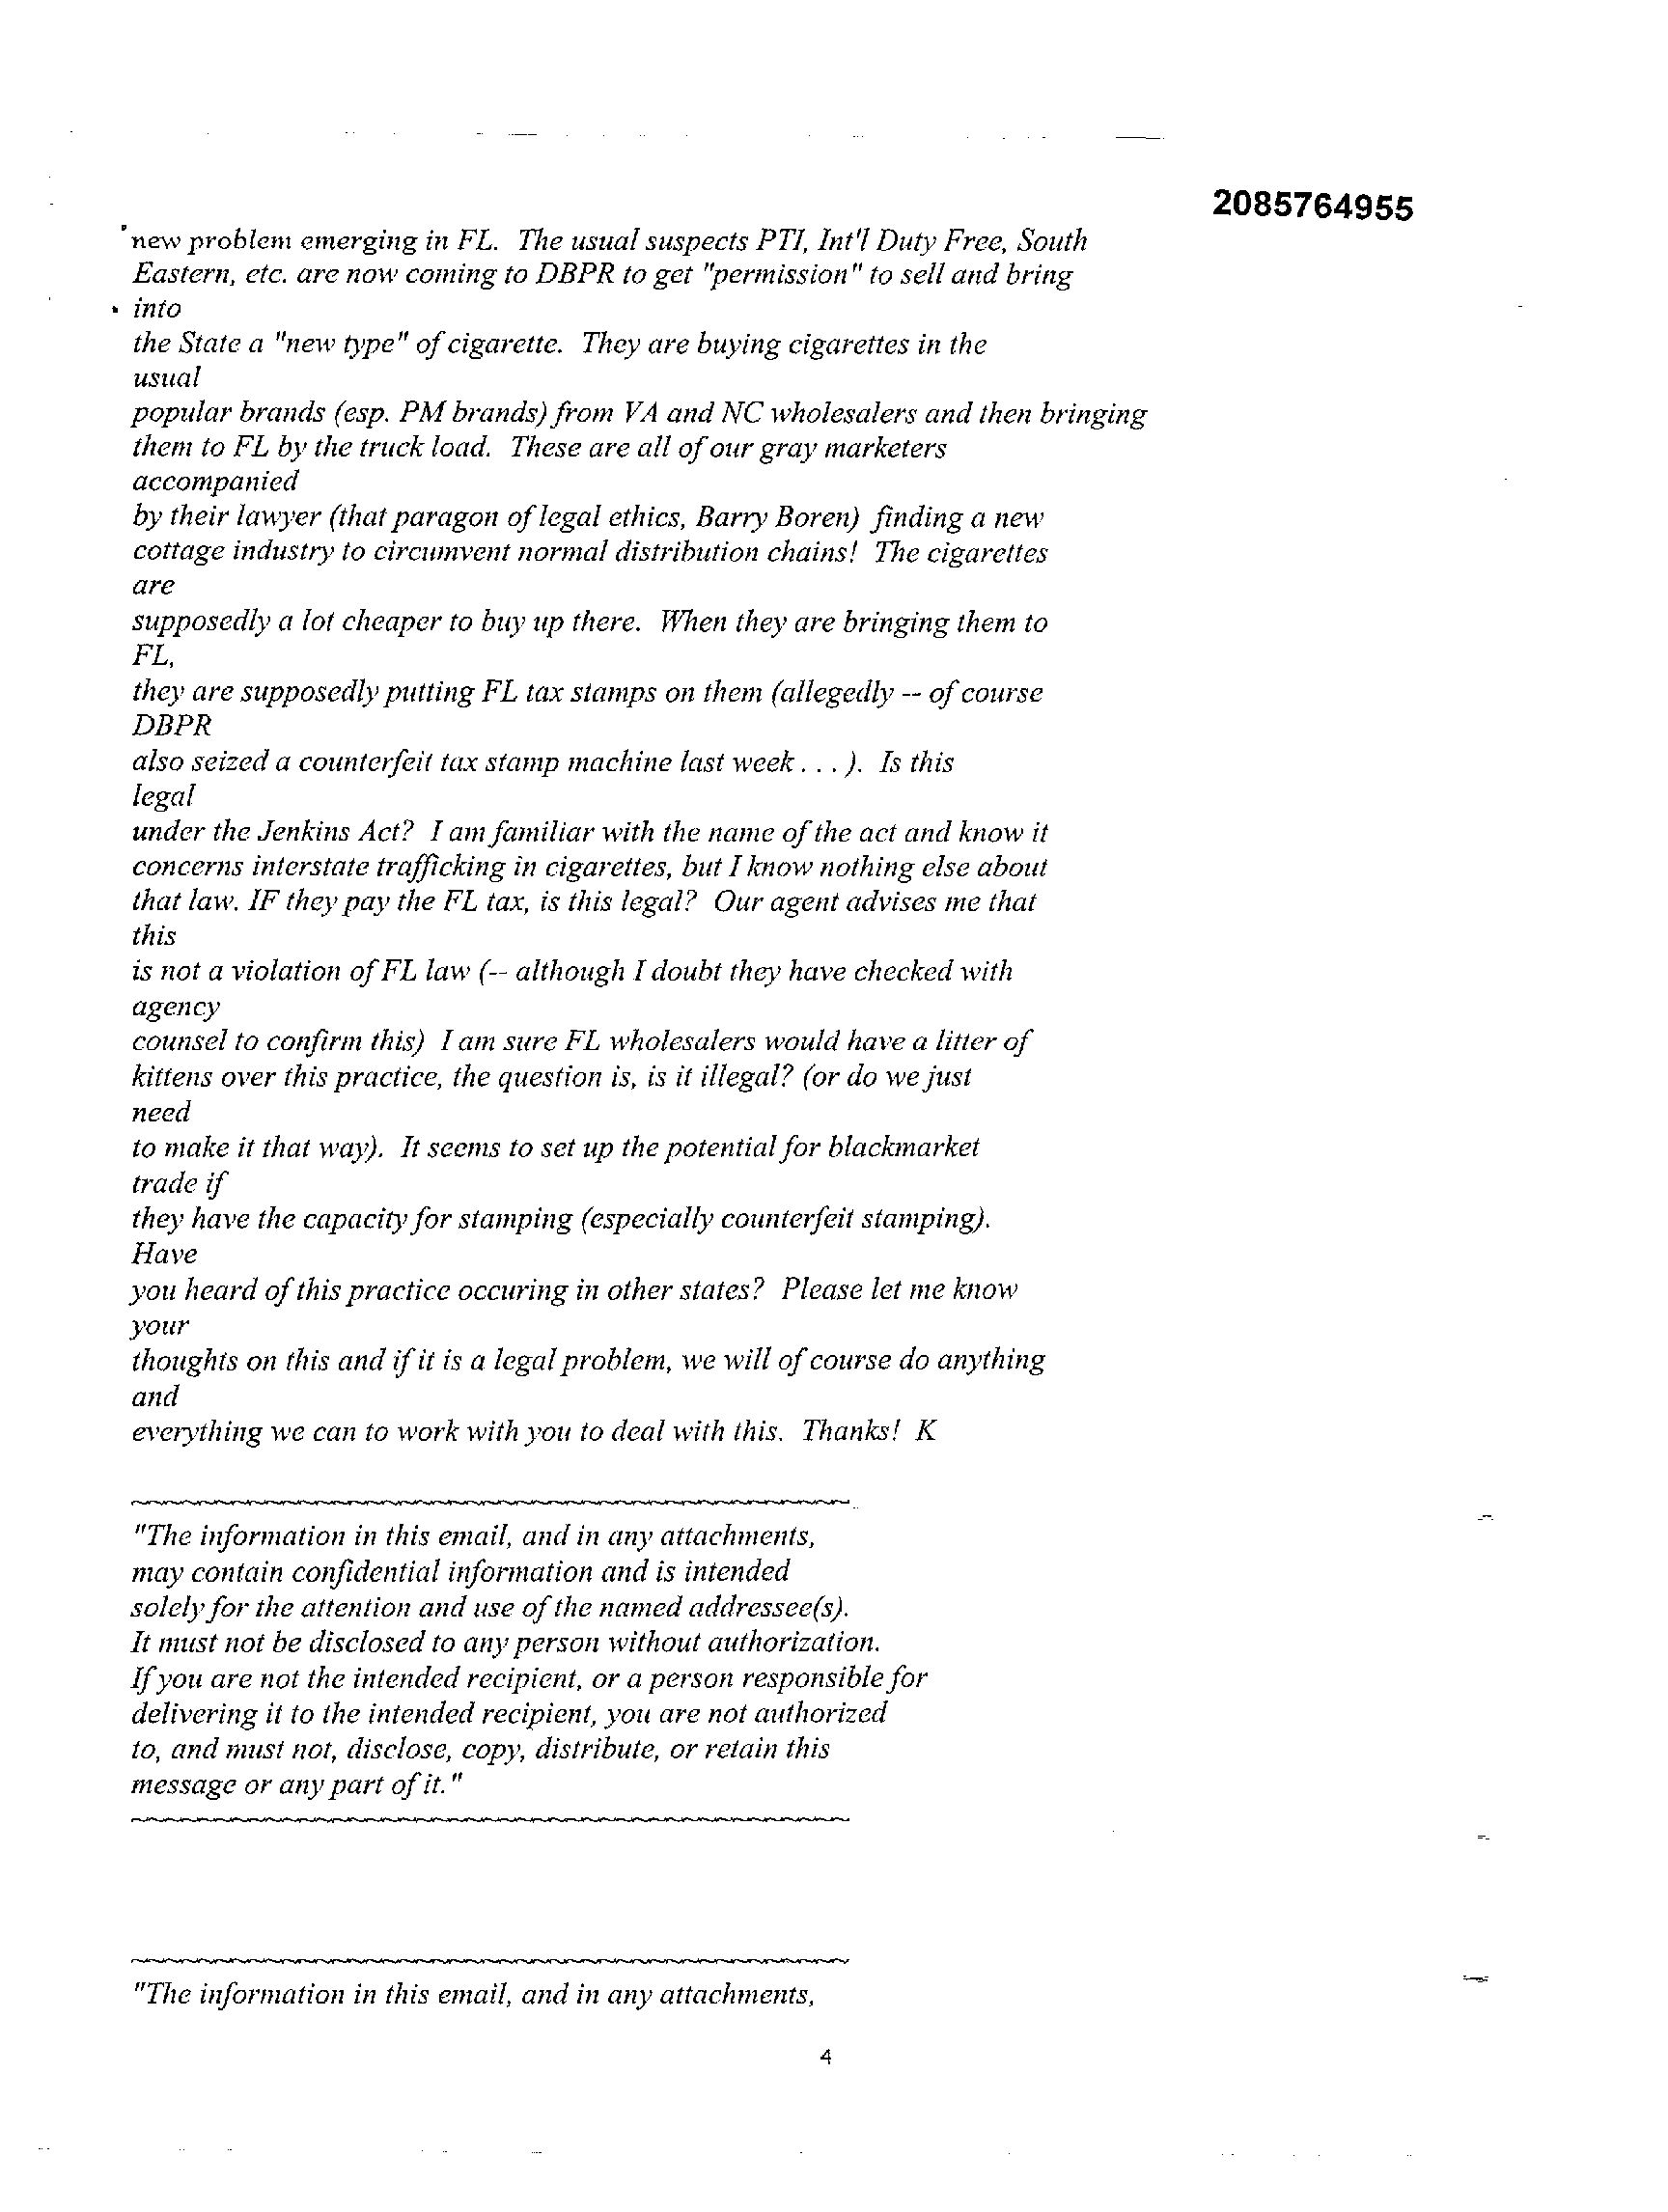 2085764955
new problem emerging in FL. The usual suspects PTI, Int'l Duty Free, South
Eastern, etc. are now coming to DBPR to get "permission" to sell and bring
into
the State a "new type" of cigarette. They are buying cigarettes in the
usual
popular brands (esp. PM brands) from VA and NC wholesalers and then bringing
them to FL by the truck load. These are all of our gray marketers
accompanied
by their lawyer (that paragon of legal ethics, Barry Boren) finding a new
cottage industry to circumvent normal distribution chains! The cigarettes
are
supposedly a lot cheaper to buy up there. When they are bringing them to
FL,
they are supposedly putting FL tax stamps on them (allegedly -- of course
DBPR
also seized a counterfeit tax stamp machine last week . . . ). Is this
legal
under the Jenkins Act? I am familiar with the name of the act and know it
concerns interstate trafficking in cigarettes, but I know nothing else about
that law. IF they pay the FL tax, is this legal? Our agent advises me that
this
is not a violation of FL law (-- although I doubt they have checked with
agency
counsel to confirm this) I am sure FL wholesalers would have a litter of
kittens over this practice, the question is, is it illegal? (or do we just
need
to make it that way). It seems to set up the potential for blackmarket
trade if
they have the capacity for stamping (especially counterfeit stamping).
Have
you heard of this practice occuring in other states? Please let me know
your
thoughts on this and if it is a legal problem, we will of course do anything
and
everything we can to work with you to deal with this. Thanks! K
"The information in this email, and in any attachments,
may contain confidential information and is intended
solely for the attention and use of the named addressee(s).
It must not be disclosed to any person without authorization.
If you are not the intended recipient, or a person responsible for
delivering it to the intended recipient, you are not authorized
to, and must not, disclose, copy, distribute, or retain this
message or any part of it."
"The information in this email, and in any attachments,
4